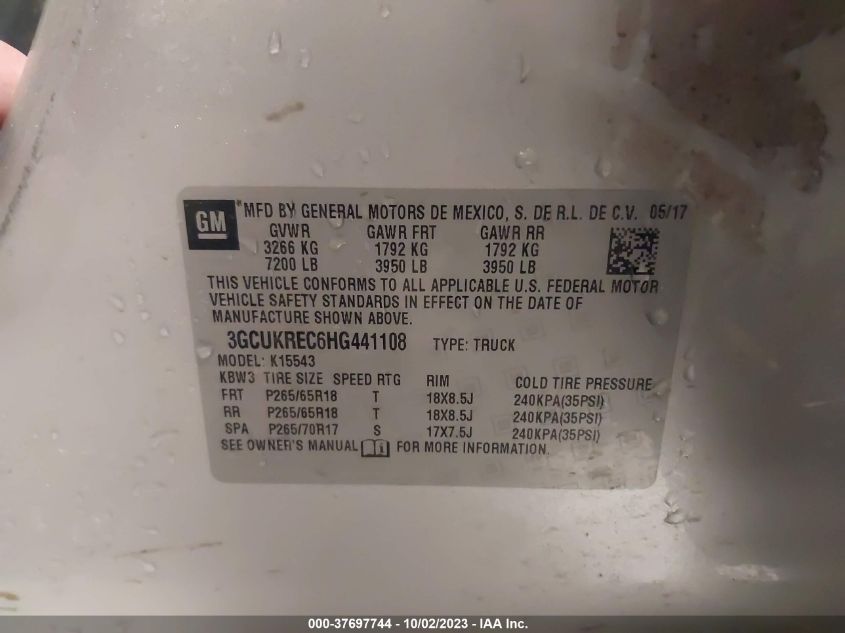 GM
*MFD BY GENERAL MOTORS DE MEXICO, S. DE R.L. DE C.V. 05/17
GVWR GAWR FRT GAWR RR
3266 KG 1792 KG 1792 KG
7200 LB 3950 LB 3950 LB
THIS VEHICLE CONFORMS TO ALL APPLICABLE U.S. FEDERAL MOTOR
VEHICLE SAFETY STANDARDS IN EFFECT ON THE DATE OF
MANUFACTURE SHOWN ABOVE.
3GCUKREC6HG441108 TYPE: TRUCK
MODEL: K15543
KBW3 TIRE SIZE SPEED RTG RIM COLD TIRE PRESSURE
FRT P265/65R18 T 18X8.5J 240KPA(35PSI)
RR P265/65R18 T 18X8.5J 240KPA(35PSI)
SPA P265/70R17 S 17X7.5J 240KPA(35PSI)
SEE OWNER'S MANUAL FOR MORE INFORMATION.
000-37697744 - 10/02/2023 - IAA Inc.